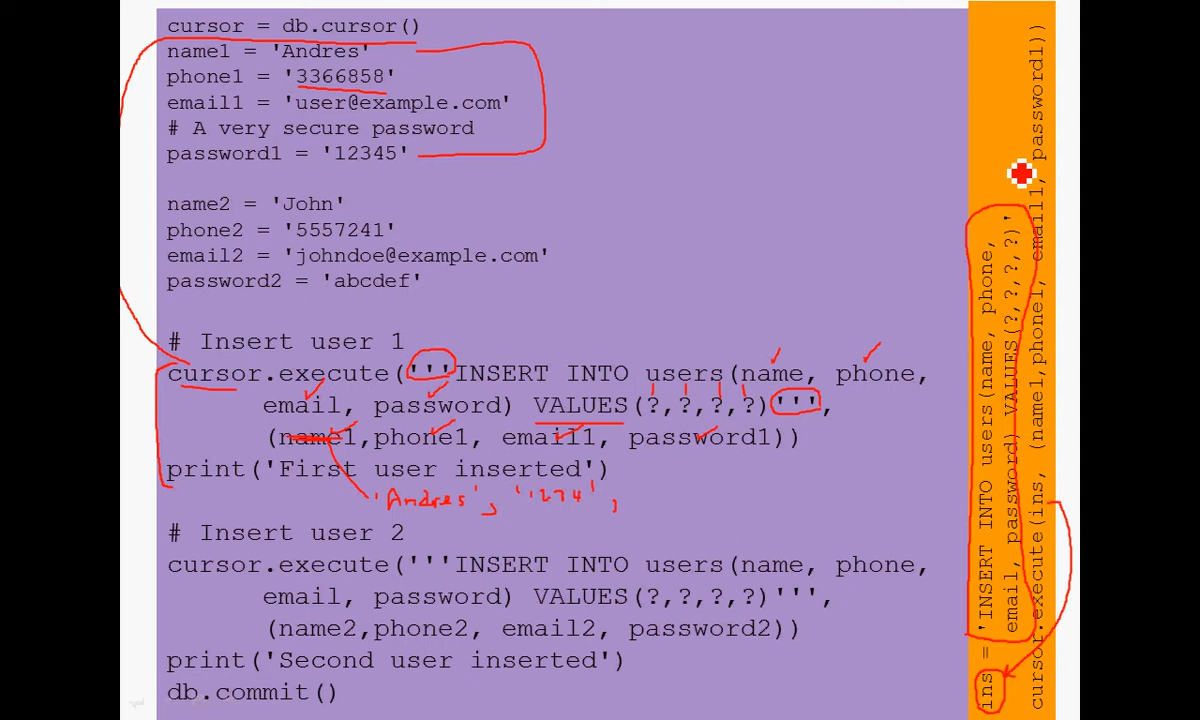 cursor = db.cursor()
name1 = 'Andres'
phone1 = '3366858'
email1 = 'user@example.com'
# A very secure password
password1 = '12345'
name2 = 'John'
phone2 = '5557241'
email2 = 'johndoe@example.com'
password2 = 'abcdef'
# Insert user 1
cursor.execute('''INSERT INTO users(name, phone,
email, password) VALUES(?,?,?,?)''',
(name1,phone1, email1, password1))
print('First user inserted')
'Andres', '1234',
# Insert user 2
cursor.execute('''INSERT INTO users(name, phone,
email, password) VALUES(?,?,?,?)''',
(name2,phone2, email2, password2))
print('Second user inserted')
db.commit()
ins = 'INSERT INTO users(name, phone,
email, password) VALUES(?,?,?,?)'
cursor.execute(ins, (name1,phone1, email1, password1))